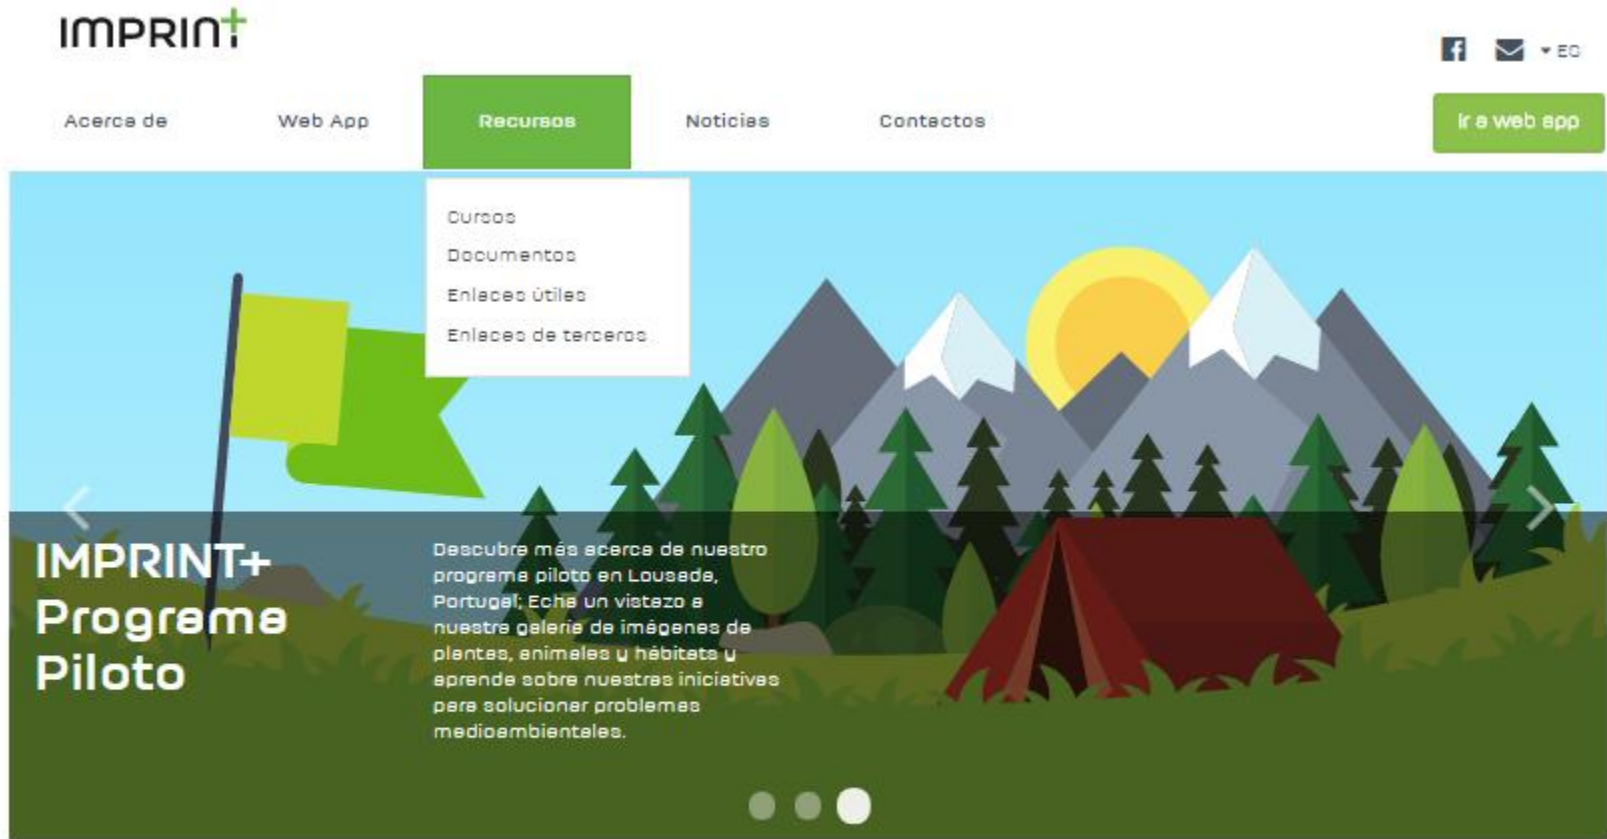 IMPRINT+
ES
Acerca de
Web App
Recursos
Noticias
Contactos
Ir a web app
Cursos
Documentos
Enlaces útiles
Enlaces de terceros
IMPRINT+
Programa
Piloto
Descubre más acerca de nuestro
programa piloto en Lousada,
Portugal; Echa un vistazo a
nuestra galería de imágenes de
plantas, animales y hábitats y
aprende sobre nuestras iniciativas
para solucionar problemas
medioambientales.